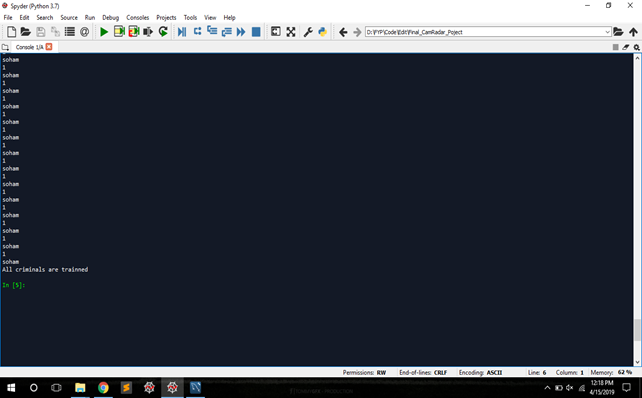 Spyder (Python 3.7)
File Edit Search Source Run Debug Consoles Projects Tools View Help
D:\FYP\Code\Edit\Final_CamRadar_Poject
Console 1/A
soham
1
soham
1
soham
1
soham
1
soham
1
soham
1
soham
1
soham
1
soham
1
soham
1
soham
1
soham
1
soham
1
soham
All criminals are trainned
In [5]:
Permissions: RW End-of-lines: CRLF Encoding: ASCII Line: 6 Column: 1 Memory: 62 %
12:18 PM
4/15/2019